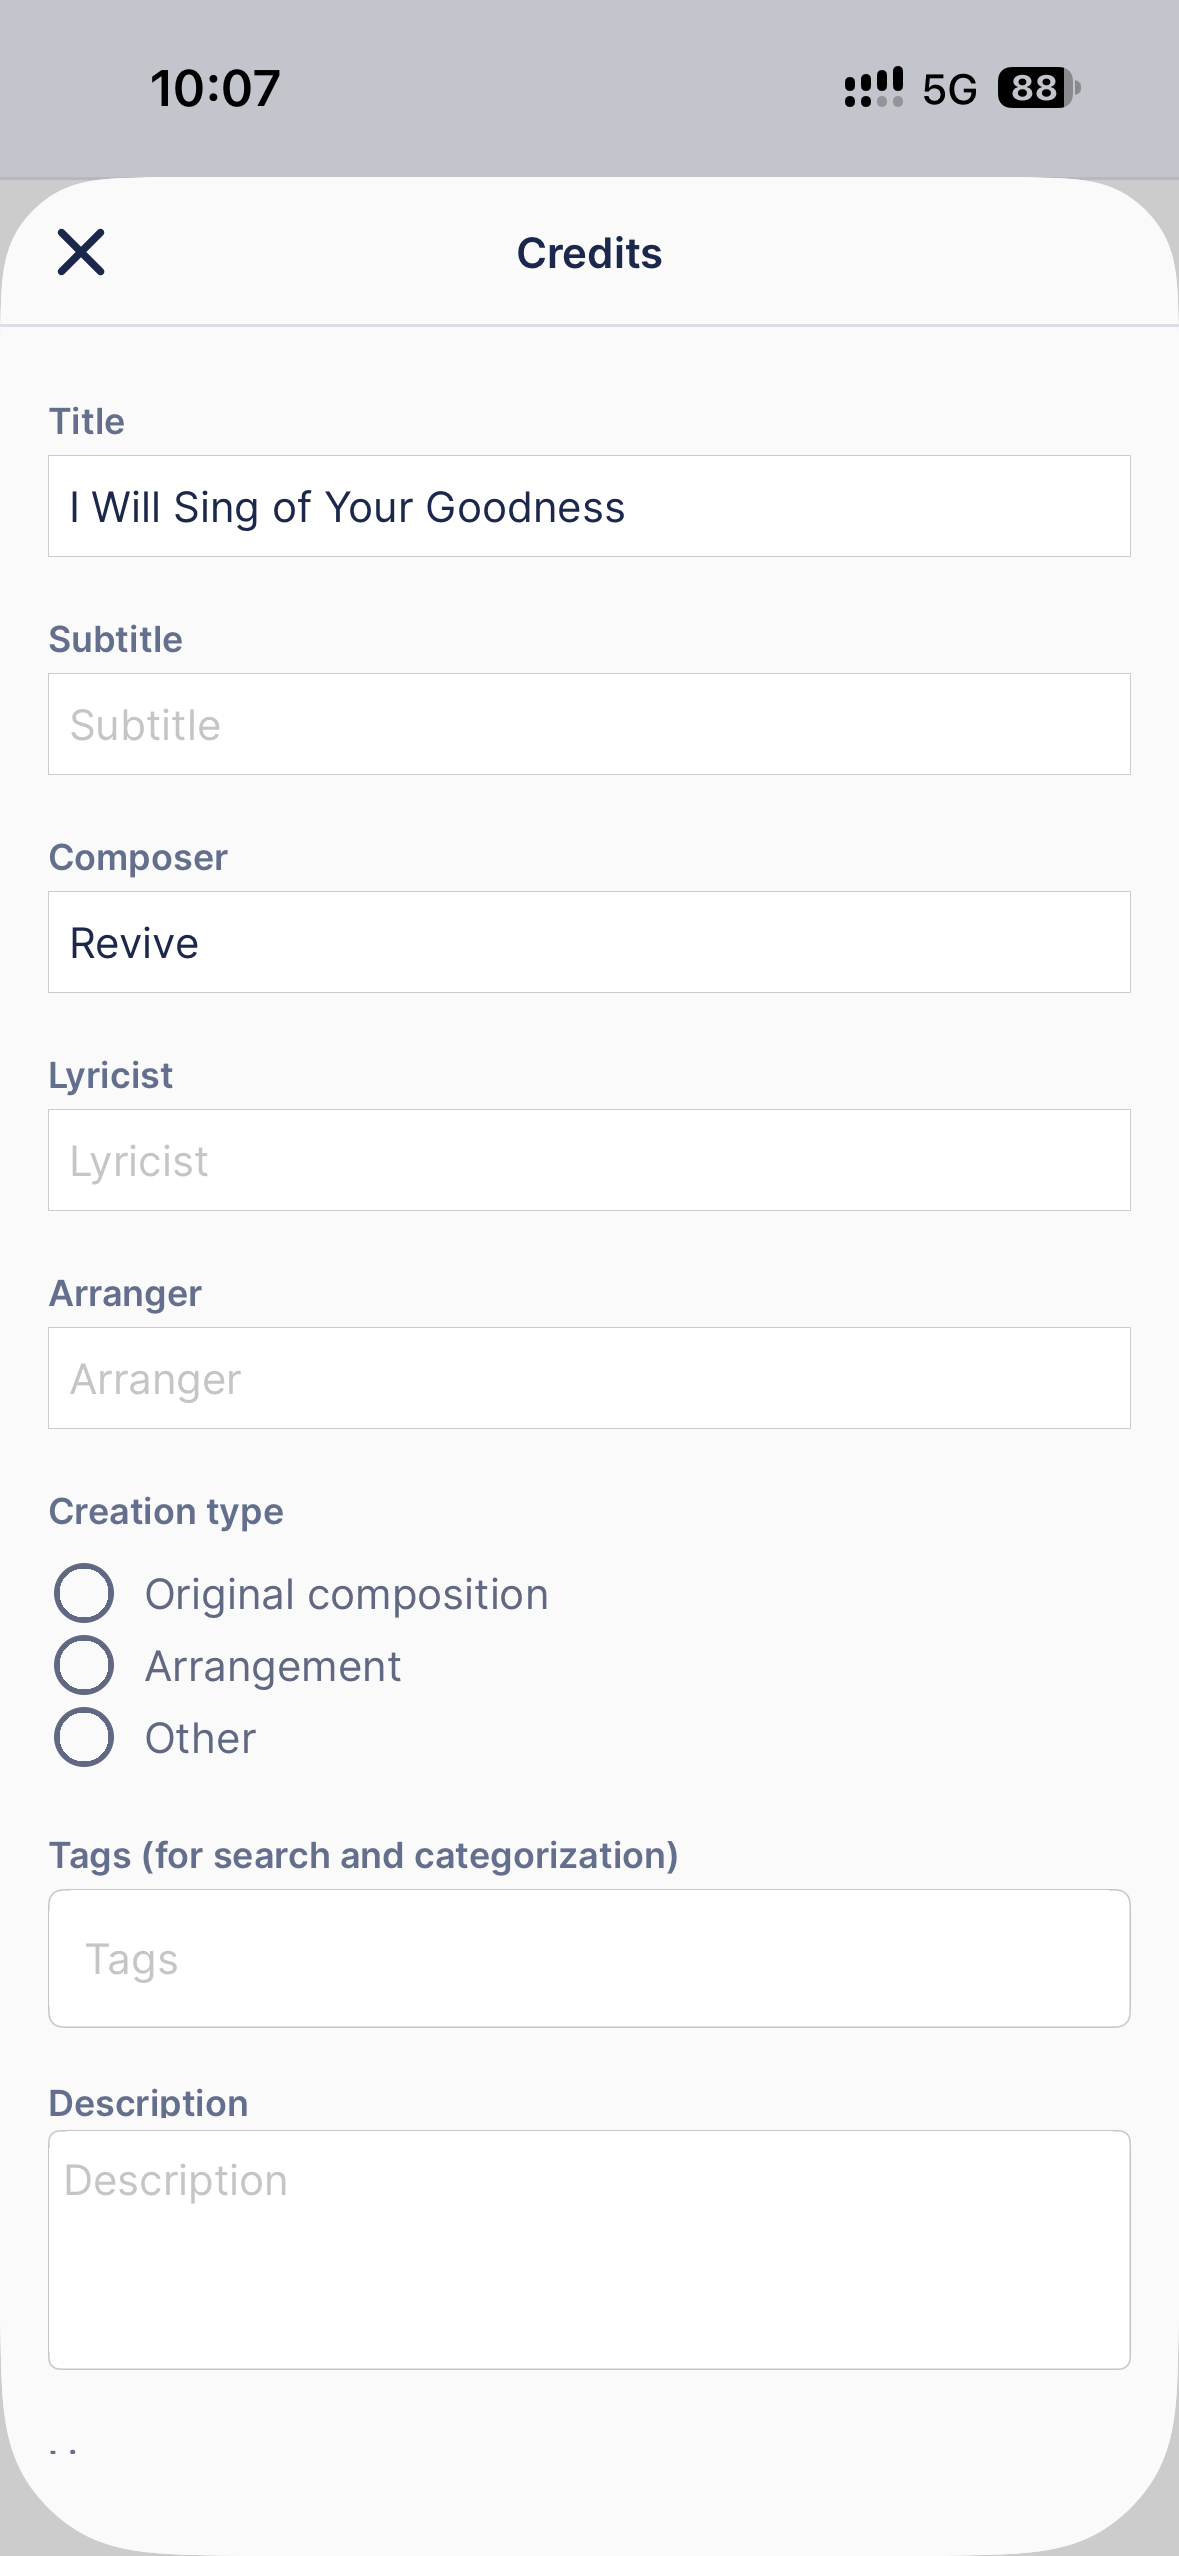 10:07
5G
88
Credits
Title
I Will Sing of Your Goodness
Subtitle
Subtitle
Composer
Revive
Lyricist
Lyricist
Arranger
Arranger
Creation type
Original composition
Arrangement
Other
Tags (for search and categorization)
Tags
Description
Description